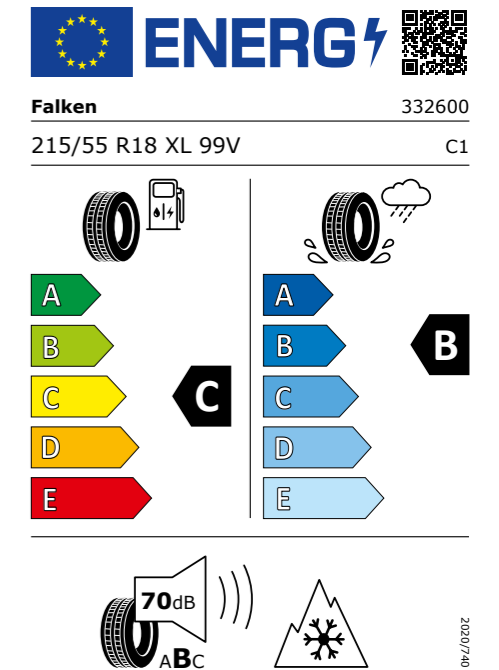 ENERG
Falken 332600
215/55 R18 XL 99V C1
A A
B B B
C C C
D D
E E
70dB
ABC
2020/740